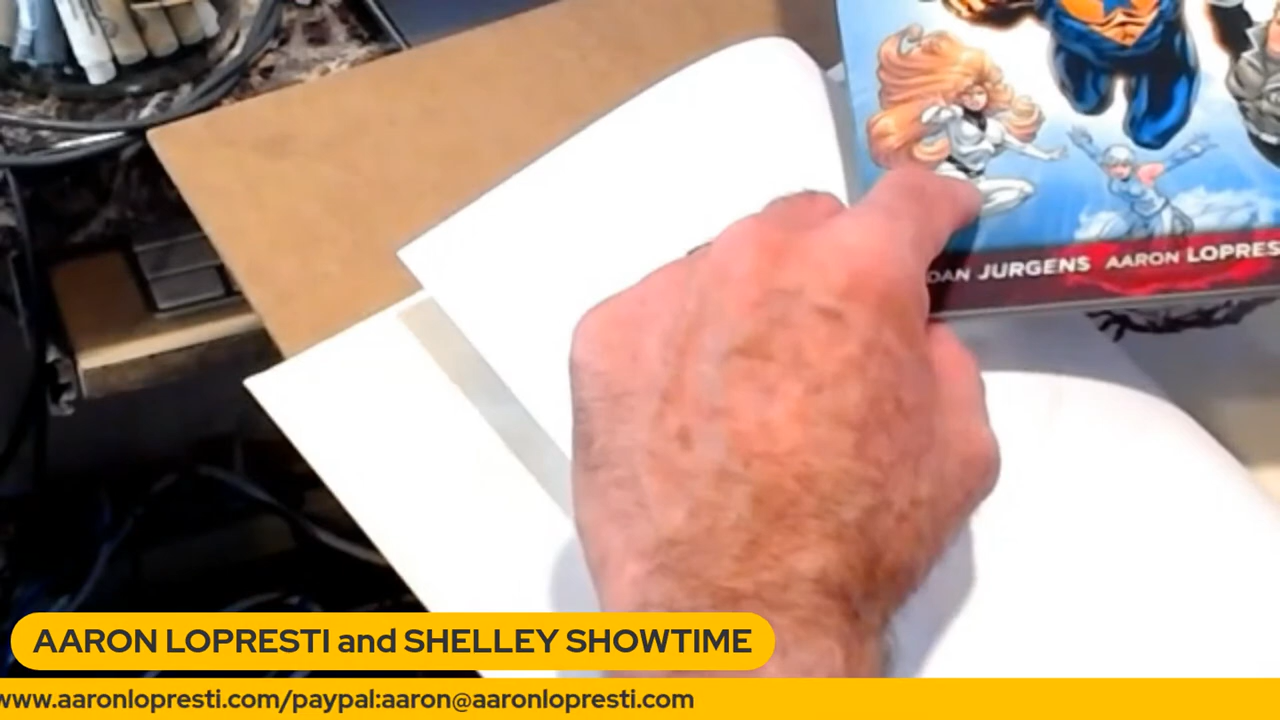 DAN JURGENS AARON LOPRES
AARON LOPRESTI and SHELLEY SHOWTIME
www.aaronlopresti.com/paypal:aaron@aaronlopresti.com